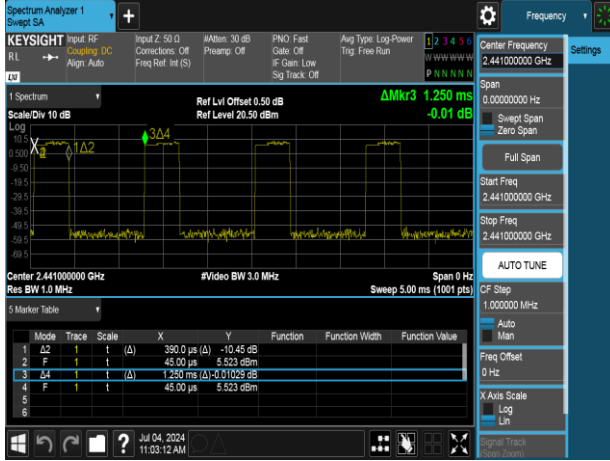 Spectrum Analyzer 1
Swept SA
Frequency
KEYSIGHT
RL
Input: RF
Coupling: DC
Align: Auto
Input Z: 50 Ω
Corrections: Off
Freq Ref: Int (S)
#Atten: 30 dB
Preamp: Off
PNO: Fast
Gate: Off
IF Gain: Low
Sig Track: Off
Avg Type: Log-Power
Trig: Free Run
1 2 3 4 5 6
W W W W W W
P N N N N N
Settings
Center Frequency
2.441000000 GHz
Span
0.00000000 Hz
Swept Span
Zero Span
Full Span
Start Freq
2.441000000 GHz
Stop Freq
2.441000000 GHz
AUTO TUNE
CF Step
1.000000 MHz
Auto
Man
Freq Offset
0 Hz
X Axis Scale
Log
Lin
Signal Track
(Span Zoom)
1 Spectrum
Scale/Div 10 dB
Log
Ref Lvl Offset 0.50 dB
Ref Level 20.50 dBm
ΔMkr3 1.250 ms
-0.01 dB
10.5
0.500
-9.50
-19.5
-29.5
-39.5
-49.5
-59.5
-69.5
1Δ2
3Δ4
Center 2.441000000 GHz
Res BW 1.0 MHz
#Video BW 3.0 MHz
Span 0 Hz
Sweep 5.00 ms (1001 pts)
5 Marker Table
Mode Trace Scale X Y Function Function Width Function Value
1 Δ2 1 t (Δ) 390.0 µs (Δ) -10.45 dB
2 F 1 t 45.00 µs 5.523 dBm
3 Δ4 1 t (Δ) 1.250 ms (Δ) -0.01029 dB
4 F 1 t 45.00 µs 5.523 dBm
5
6
?
Jul 04, 2024
11:03:12 AM